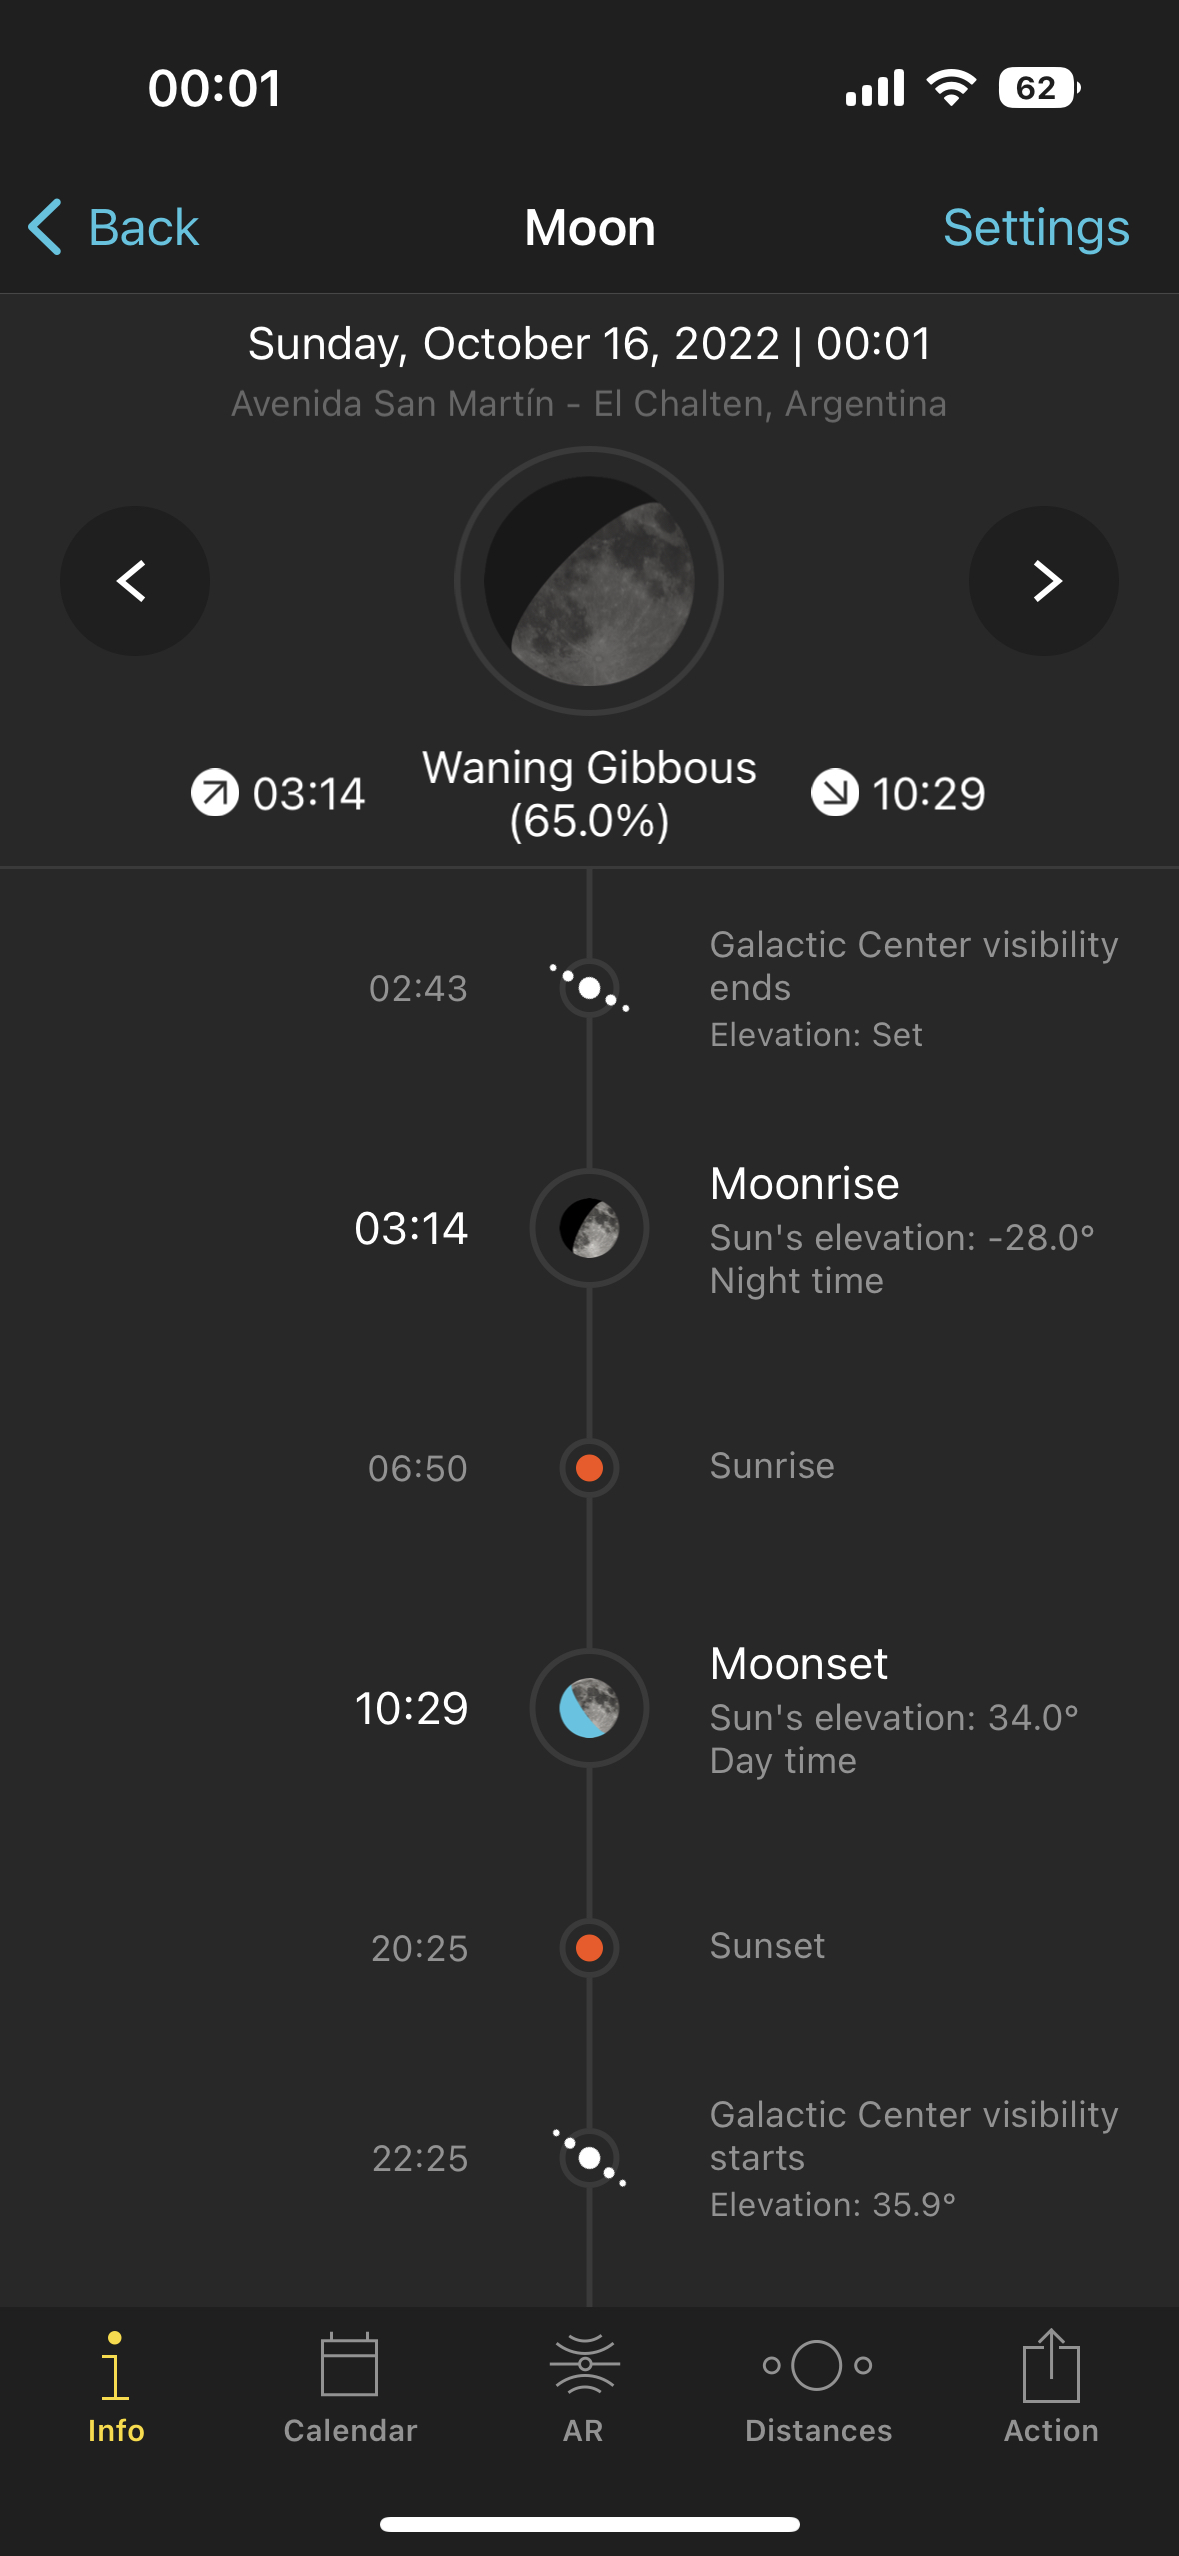 00:01
62
Back
Moon
Settings
Sunday, October 16, 2022 | 00:01
Avenida San Martín - El Chalten, Argentina
03:14
Waning Gibbous
(65.0%)
10:29
02:43
Galactic Center visibility
ends
Elevation: Set
03:14
Moonrise
Sun's elevation: -28.0°
Night time
06:50
Sunrise
10:29
Moonset
Sun's elevation: 34.0°
Day time
20:25
Sunset
22:25
Galactic Center visibility
starts
Elevation: 35.9°
Info
Calendar
AR
Distances
Action